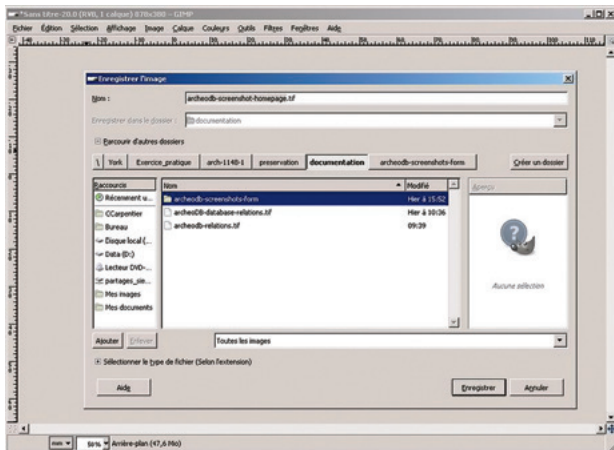 *Sans titre-20.0 (RVB, 1 calque) 878x380 – GIMP
Fichier Édition Sélection Affichage Image Calque Couleurs Outils Filtres Fenêtres Aide
Enregistrer l'image
Nom : archeodb-screenshot-homepage.tif
Enregistrer dans le dossier : documentation
Parcourir d'autres dossiers
\ York Exercice_pratique arch-1148-1 preservation documentation archeodb-screenshots-form Créer un dossier
Raccourcis Nom Modifié Aperçu
Récemment u... archeodb-screenshots-form Hier à 15:52
CCarpentier archeoDB-database-relations.tif Hier à 10:36
Bureau archeodb-relations.tif 09:39
Disque local (...
Data (D:)
Lecteur DVD-...
partages_sie...
Mes images
Mes documents
Aucune sélection
Ajouter Enlever Toutes les images
Sélectionner le type de fichier (Selon l'extension)
Aide Enregistrer Annuler
mm 50% Arrière-plan (47,6 Mo)